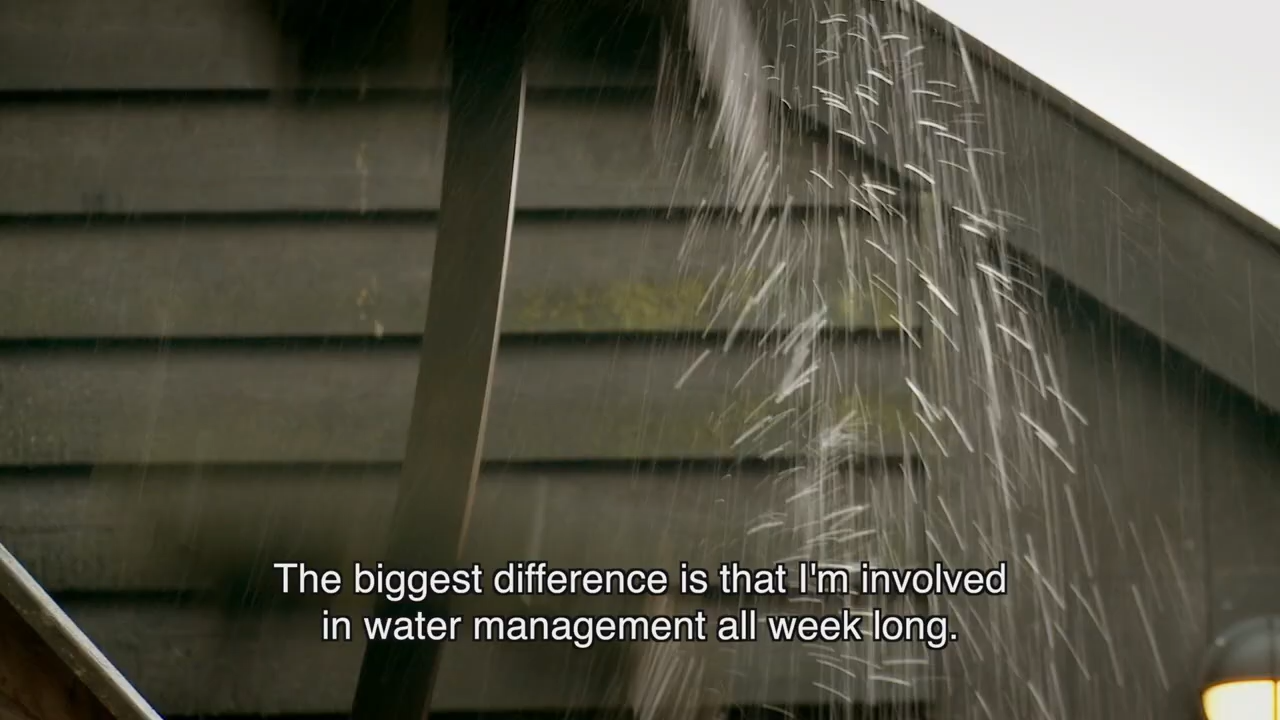 The biggest difference is that I'm involved
in water management all week long.